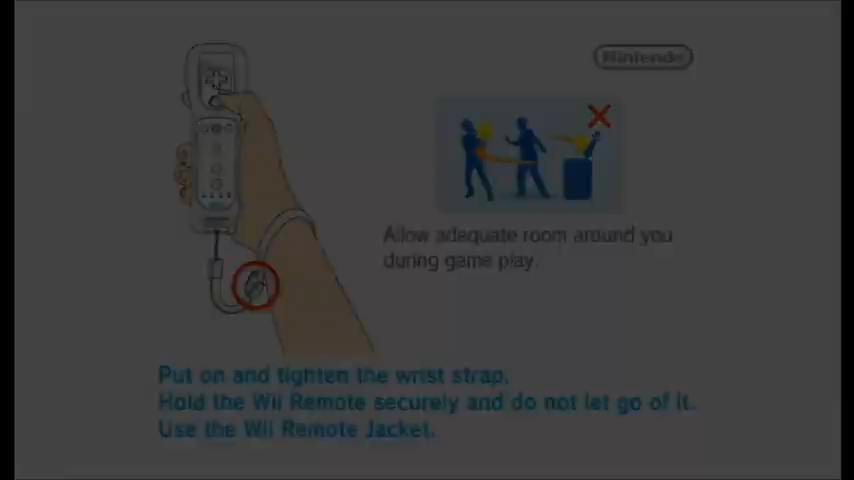 Nintendo
Allow adequate room around you
during game play.
Put on and tighten the wrist strap.
Hold the Wii Remote securely and do not let go of it.
Use the Wii Remote Jacket.